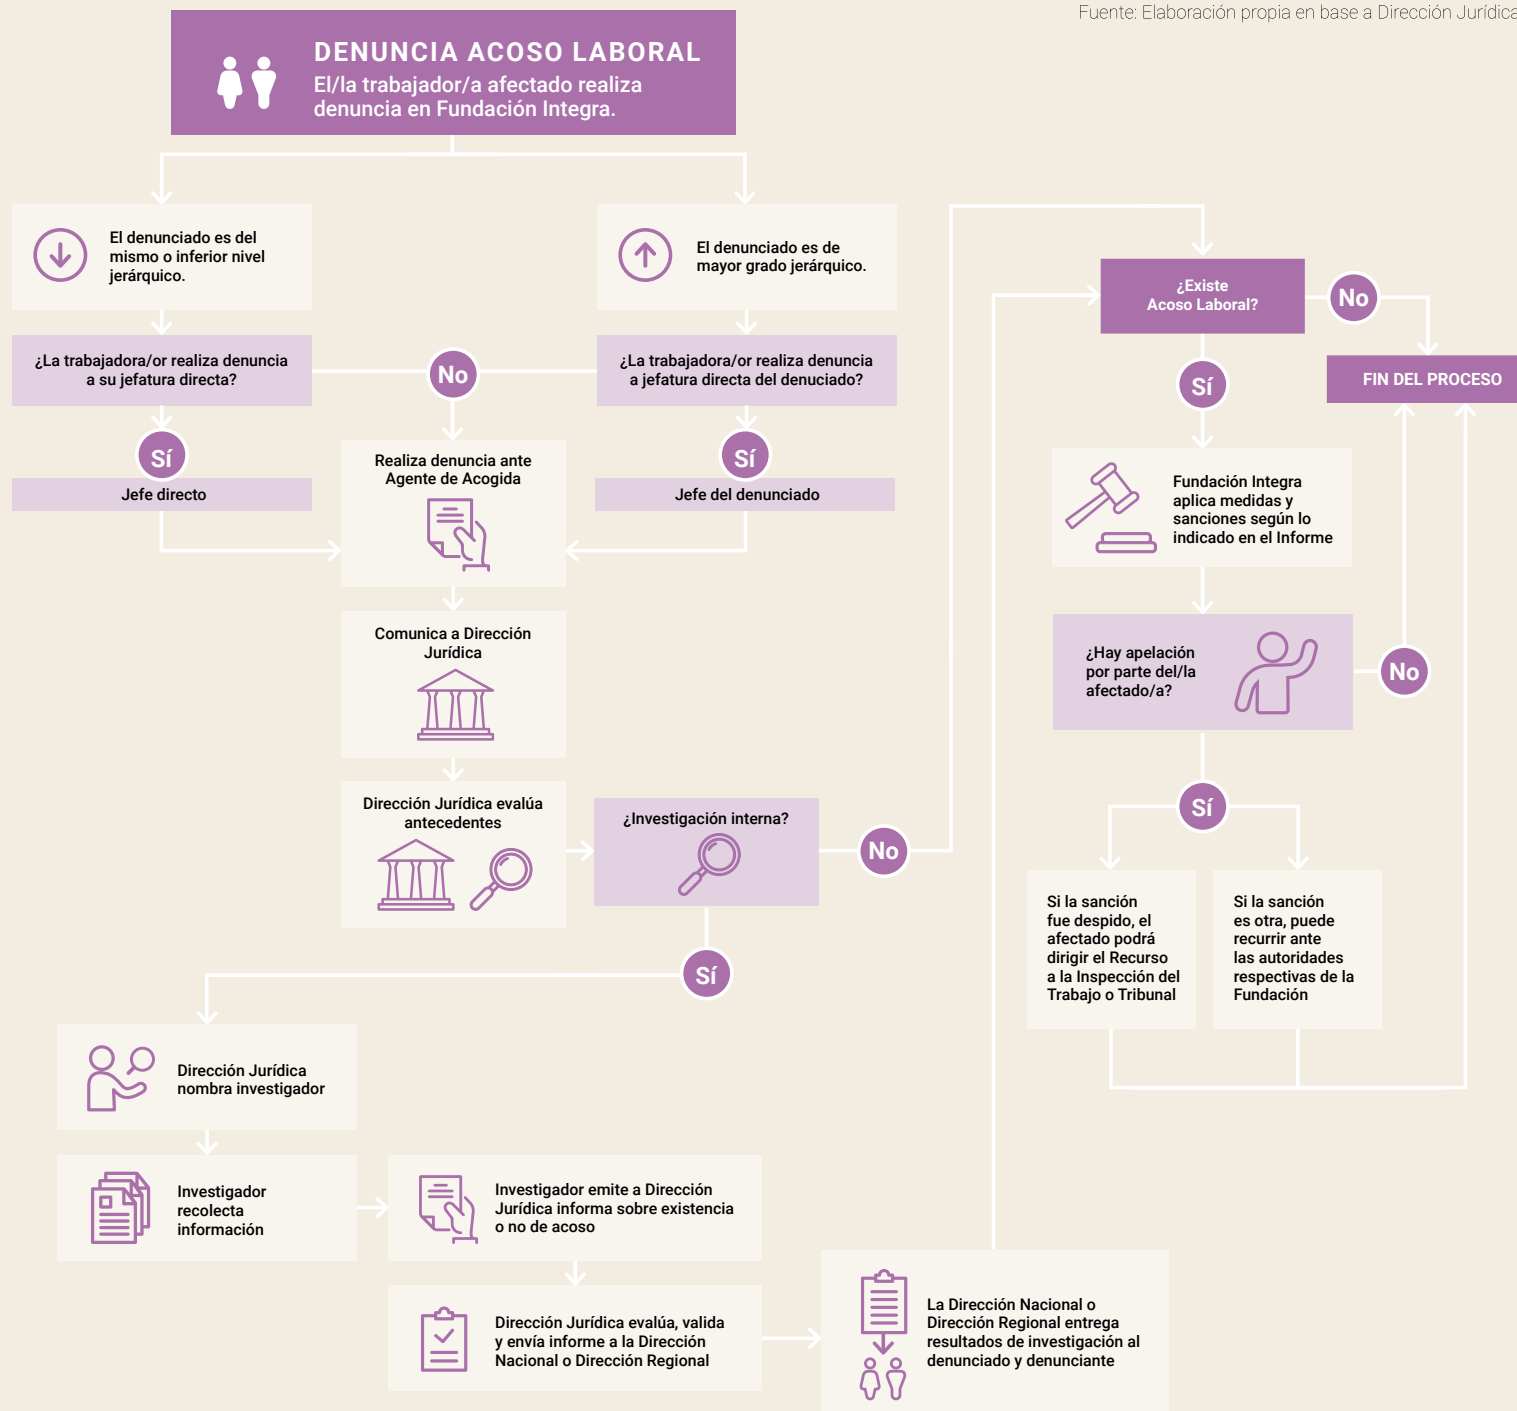 Fuente: Elaboración propia en base a Dirección Jurídica
DENUNCIA ACOSO LABORAL
El/la trabajador/a afectado realiza
denuncia en Fundación Integra.
El denunciado es del
mismo o inferior nivel
jerárquico.
El denunciado es de
mayor grado jerárquico.
¿La trabajadora/or realiza denuncia
a su jefatura directa?
No
¿La trabajadora/or realiza denuncia
a jefatura directa del denuciado?
Sí
Jefe directo
Sí
Jefe del denunciado
Realiza denuncia ante
Agente de Acogida
Comunica a Dirección
Jurídica
Dirección Jurídica evalúa
antecedentes
¿Investigación interna?
No
Sí
Dirección Jurídica
nombra investigador
Investigador
recolecta
información
Investigador emite a Dirección
Jurídica informa sobre existencia
o no de acoso
Dirección Jurídica evalúa, valida
y envía informe a la Dirección
Nacional o Dirección Regional
La Dirección Nacional o
Dirección Regional entrega
resultados de investigación al
denunciado y denunciante
¿Existe
Acoso Laboral?
No
FIN DEL PROCESO
Sí
Fundación Integra
aplica medidas y
sanciones según lo
indicado en el Informe
¿Hay apelación
por parte del/la
afectado/a?
No
Sí
Si la sanción
fue despido, el
afectado podrá
dirigir el Recurso
a la Inspección del
Trabajo o Tribunal
Si la sanción
es otra, puede
recurrir ante
las autoridades
respectivas de la
Fundación